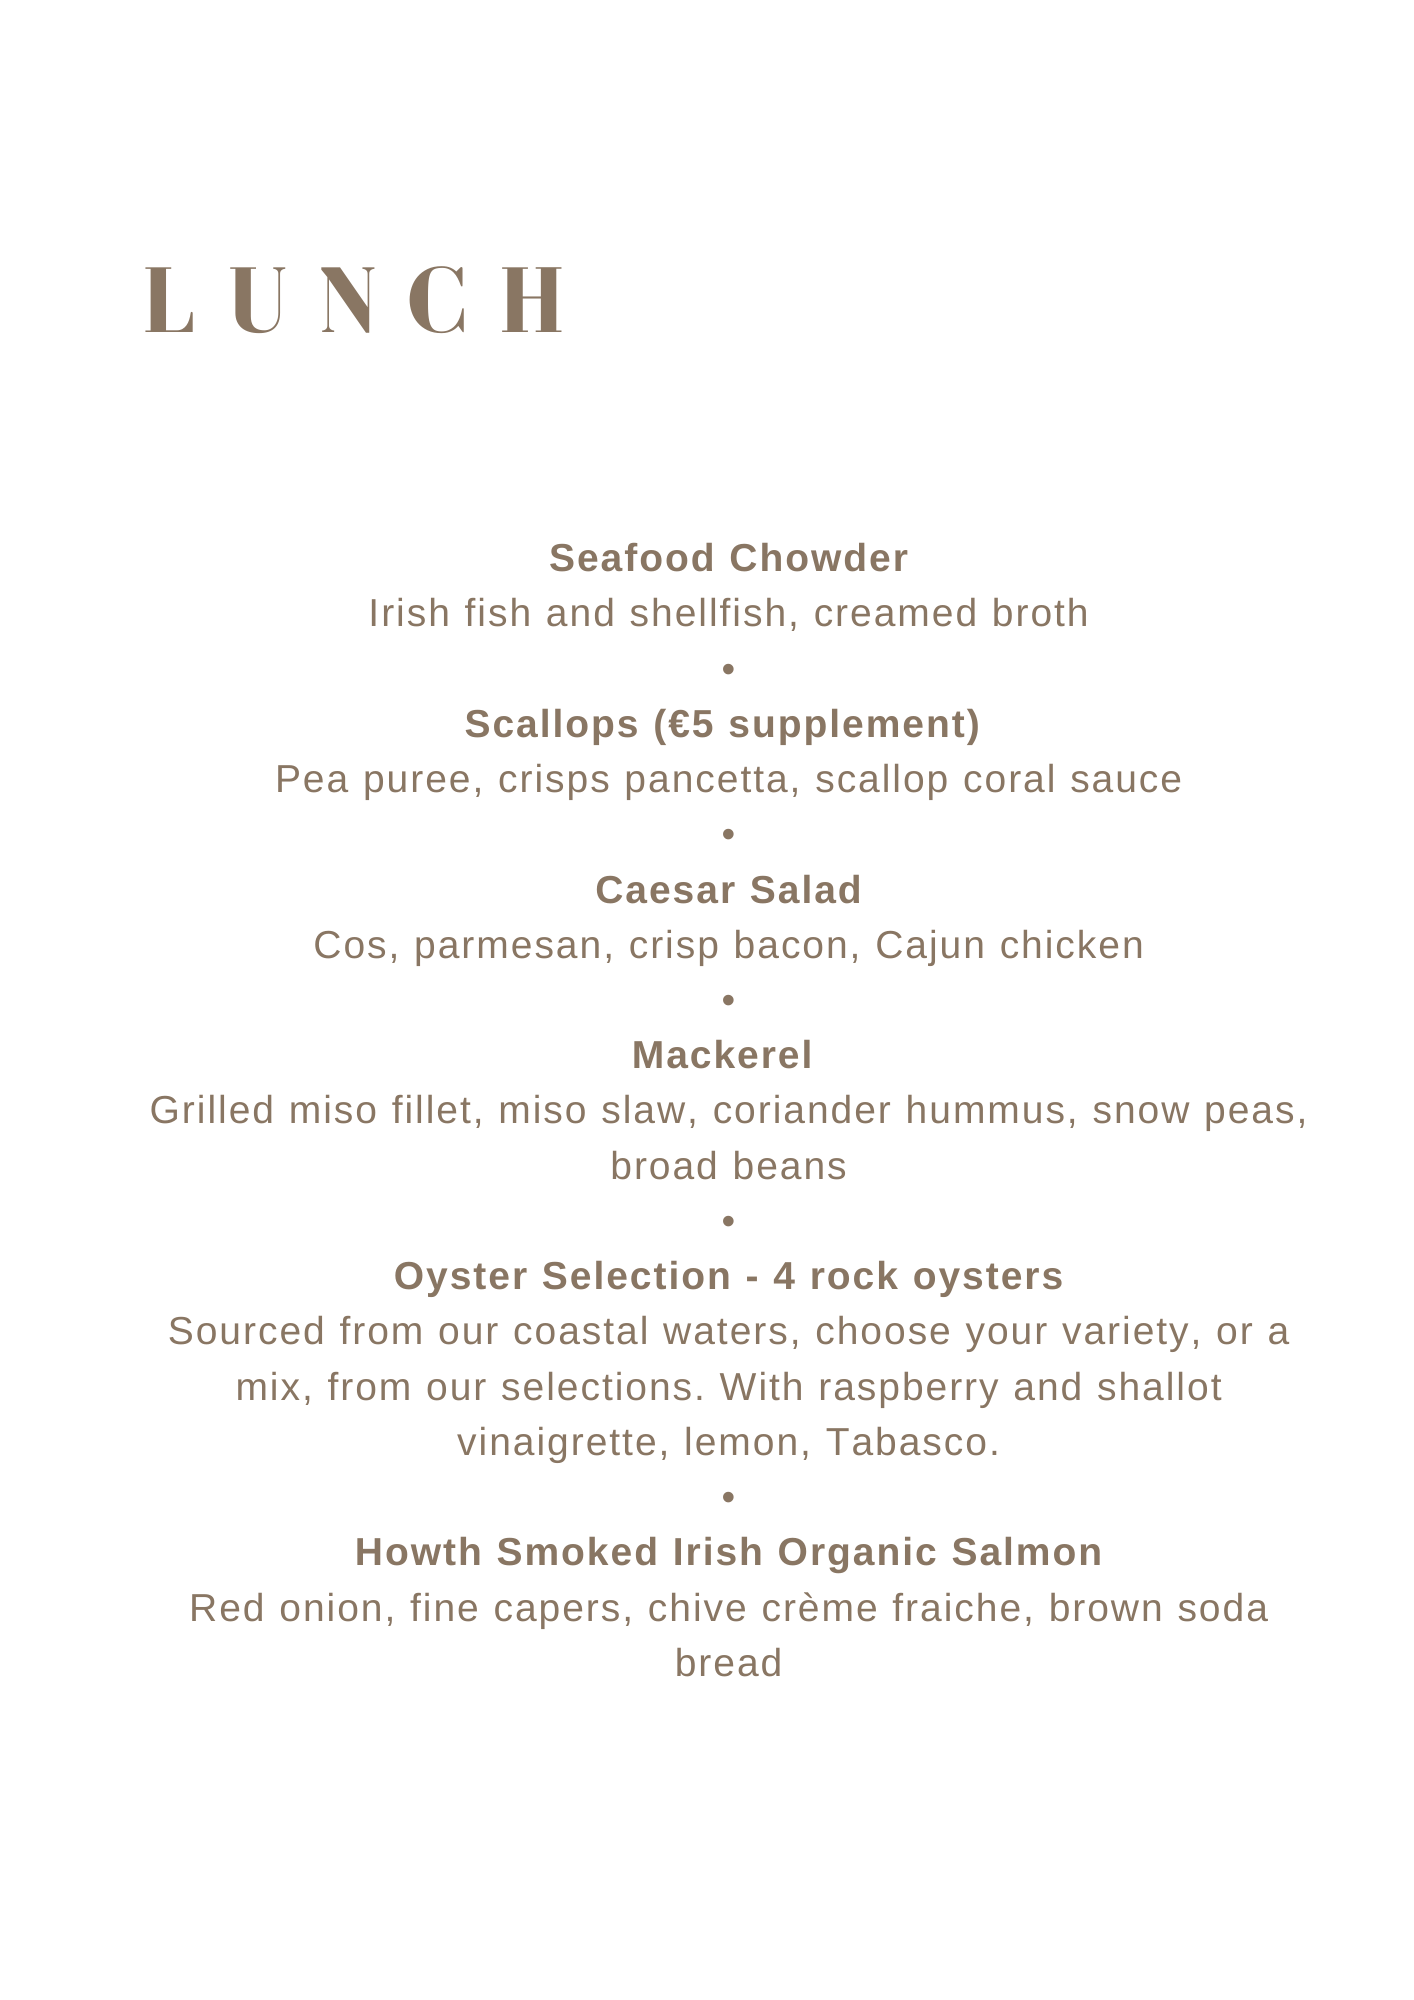 LUNCH
Seafood Chowder
Irish fish and shellfish, creamed broth
•
Scallops (€5 supplement)
Pea puree, crisps pancetta, scallop coral sauce
•
Caesar Salad
Cos, parmesan, crisp bacon, Cajun chicken
•
Mackerel
Grilled miso fillet, miso slaw, coriander hummus, snow peas,
broad beans
•
Oyster Selection - 4 rock oysters
Sourced from our coastal waters, choose your variety, or a
mix, from our selections. With raspberry and shallot
vinaigrette, lemon, Tabasco.
•
Howth Smoked Irish Organic Salmon
Red onion, fine capers, chive crème fraiche, brown soda
bread